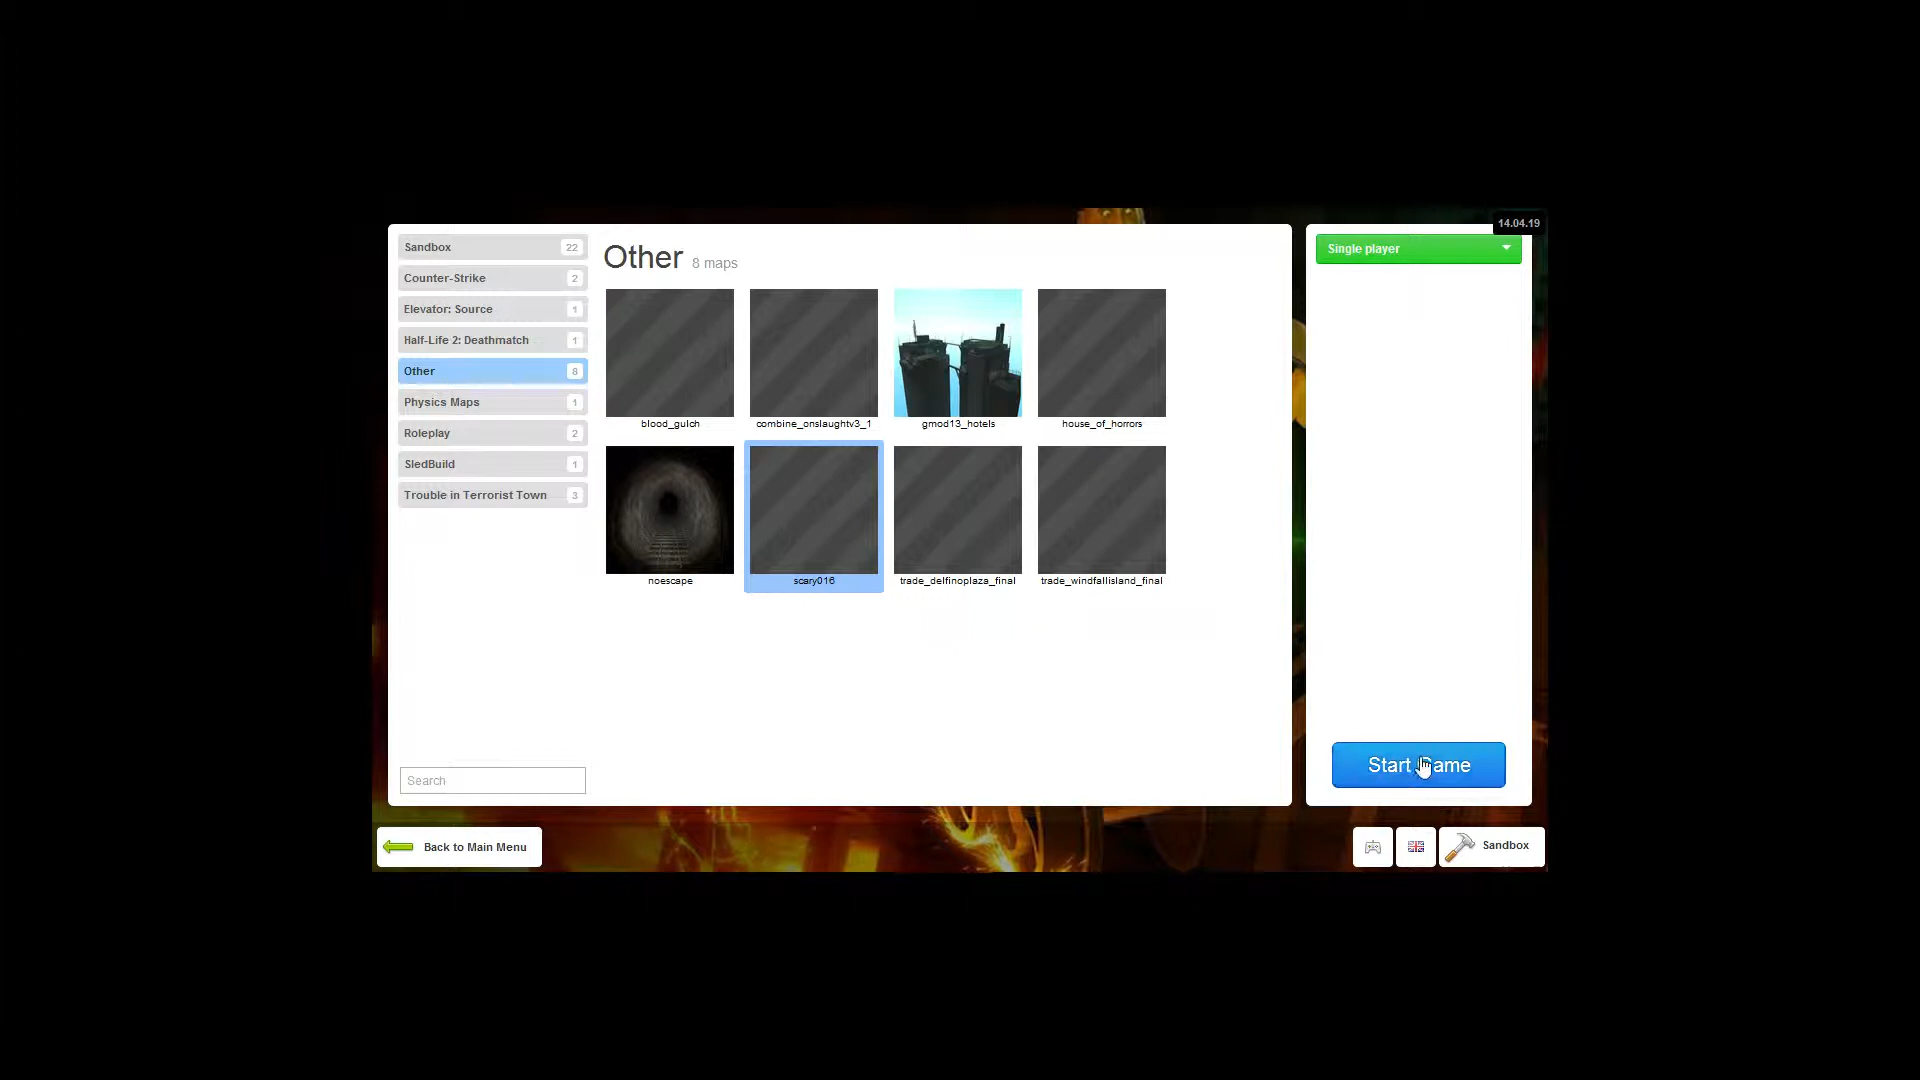 14.04.19
Sandbox 22
Counter-Strike 2
Elevator: Source 1
Half-Life 2: Deathmatch 1
Other 8
Physics Maps 1
Roleplay 2
SledBuild 1
Trouble in Terrorist Town 3
Search
Other 8 maps
blood_gulch
combine_onslaughtv3_1
gmod13_hotels
house_of_horrors
noescape
scary016
trade_delfinoplaza_final
trade_windfallisland_final
Single player
Start Game
Back to Main Menu
Sandbox